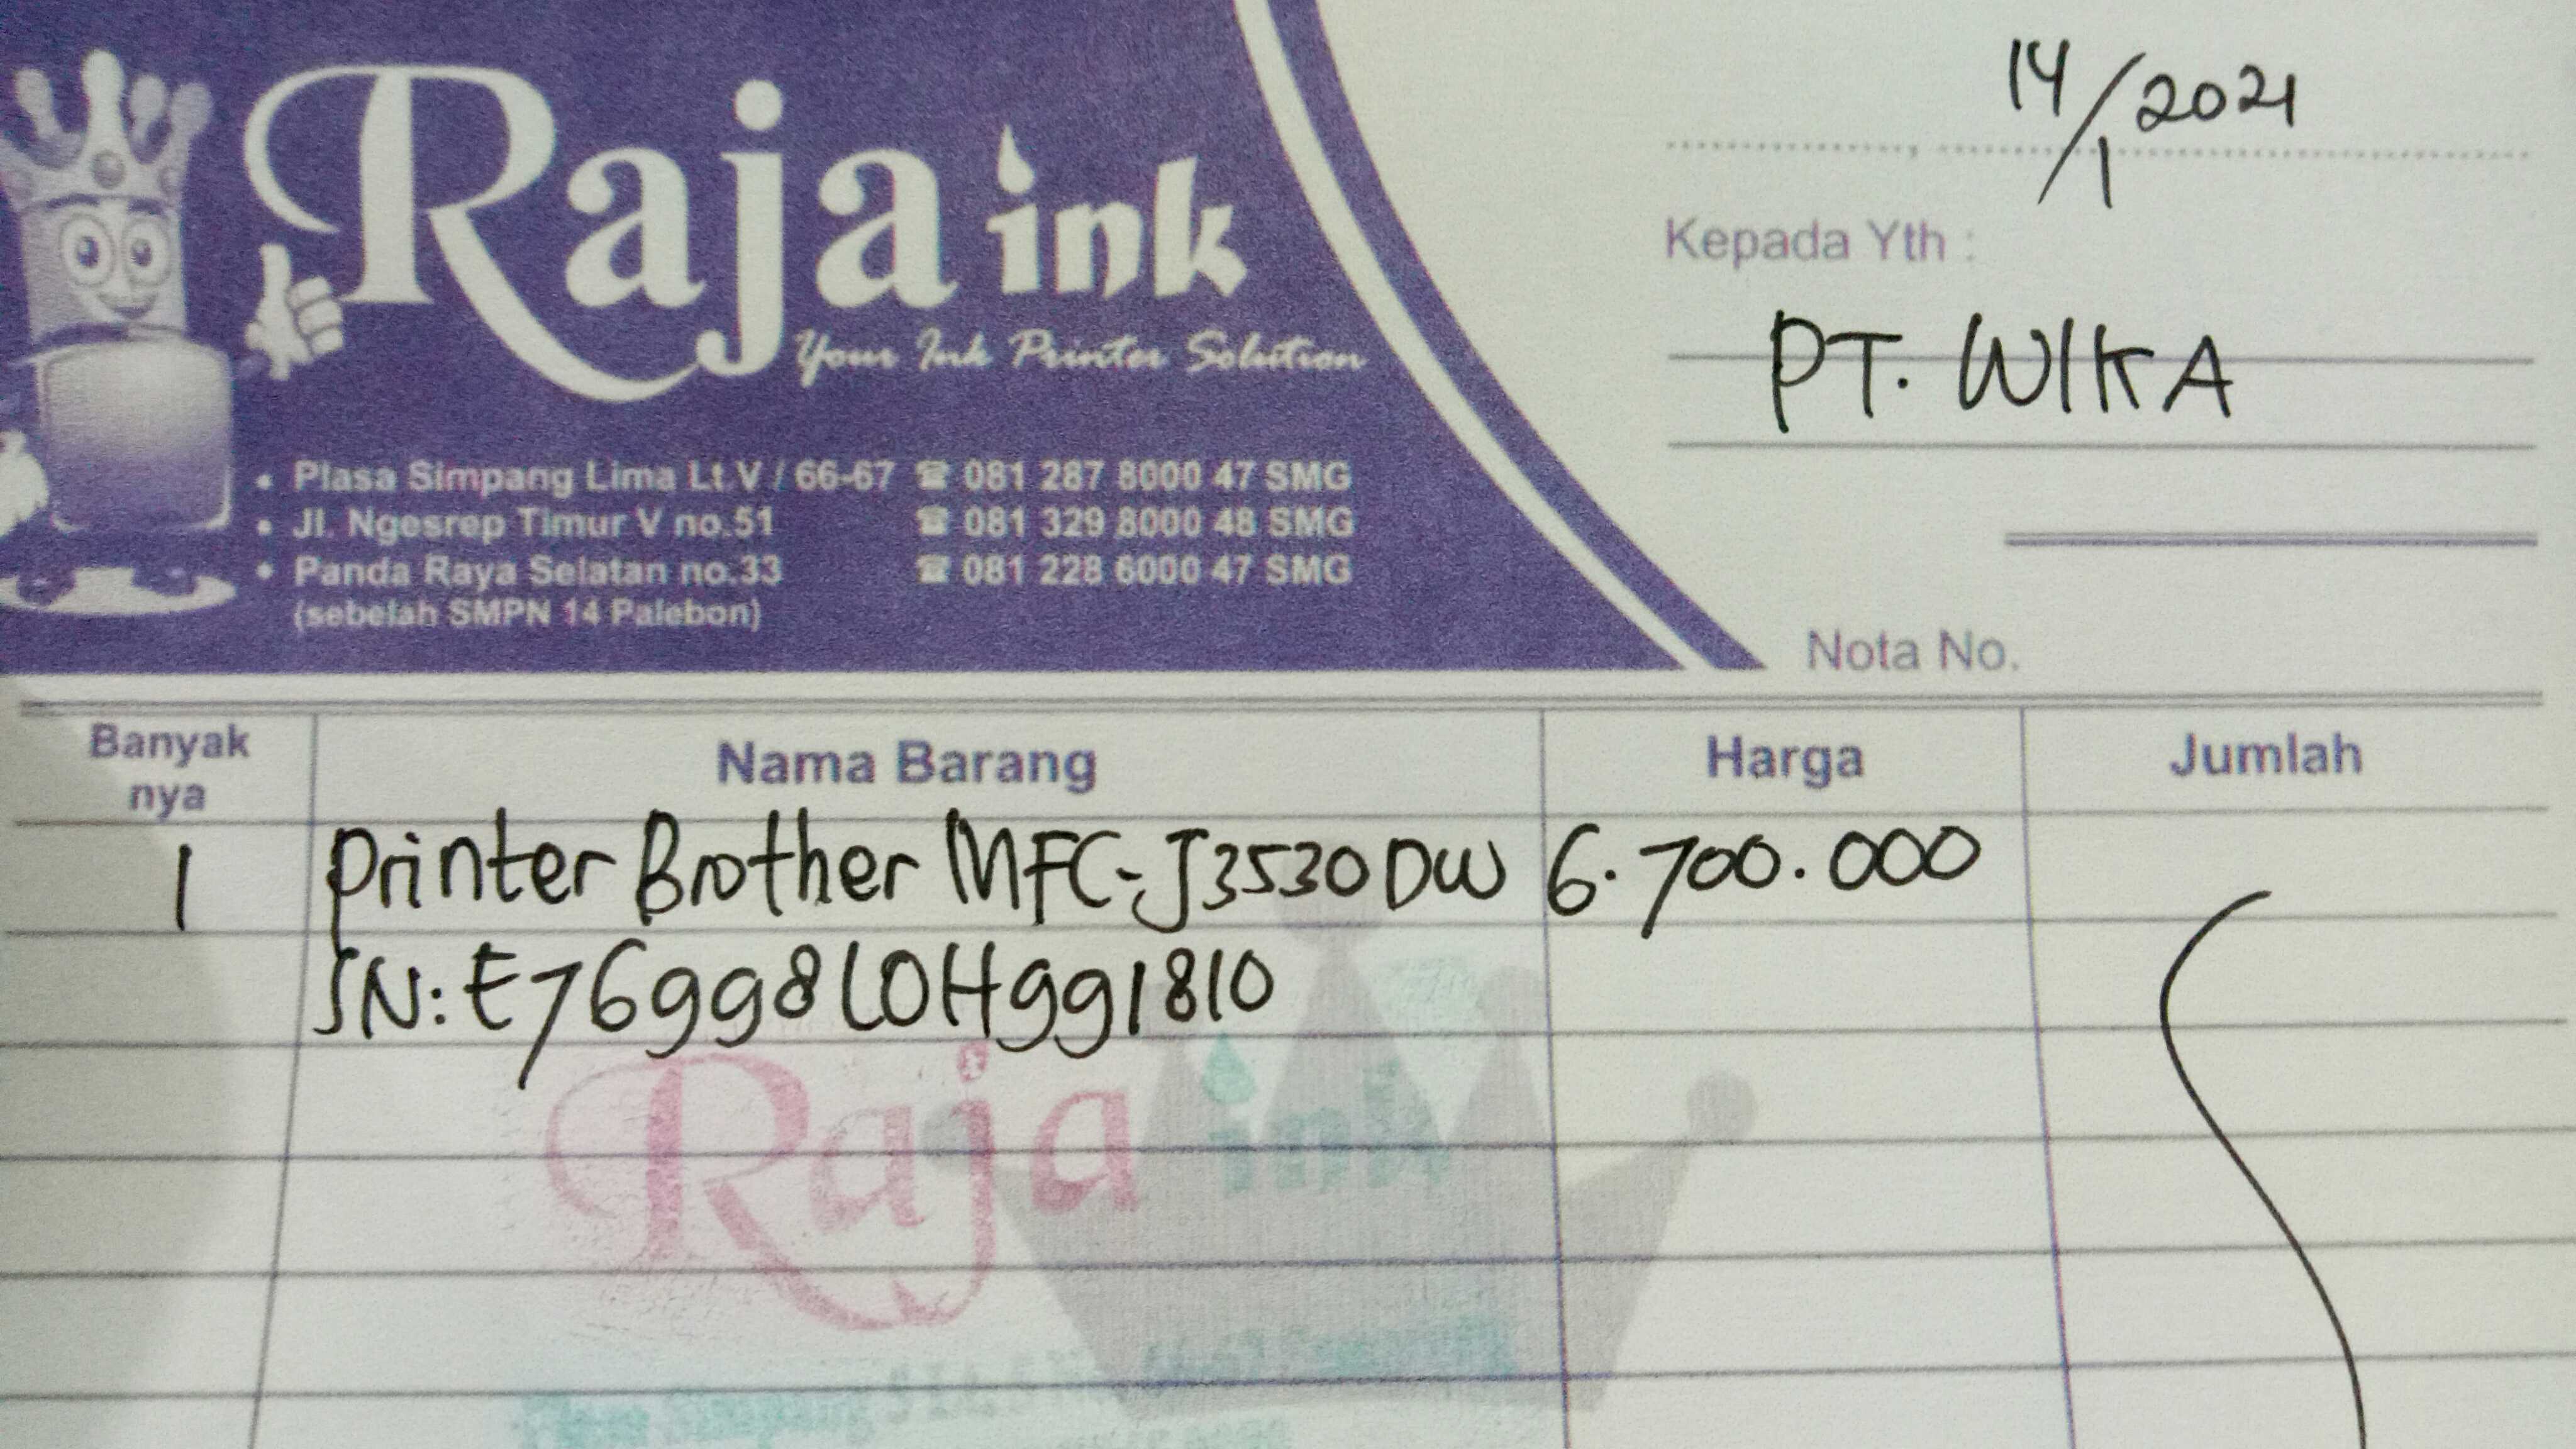 Raja ink
Your Ink Printer Solution
• Plasa Simpang Lima Lt.V / 66-67 ☎ 081 287 8000 47 SMG
• Jl. Ngesrep Timur V no.51 ☎ 081 329 8000 48 SMG
• Panda Raya Selatan no.33 ☎ 081 228 6000 47 SMG
(sebelah SMPN 14 Palebon)
14/1 2021
Kepada Yth :
PT. WIKA
Nota No.
Banyak nya Nama Barang Harga Jumlah
1 Printer Brother MFC-J3530DW 6.700.000
SN: E76998L0H991810
Raja ink